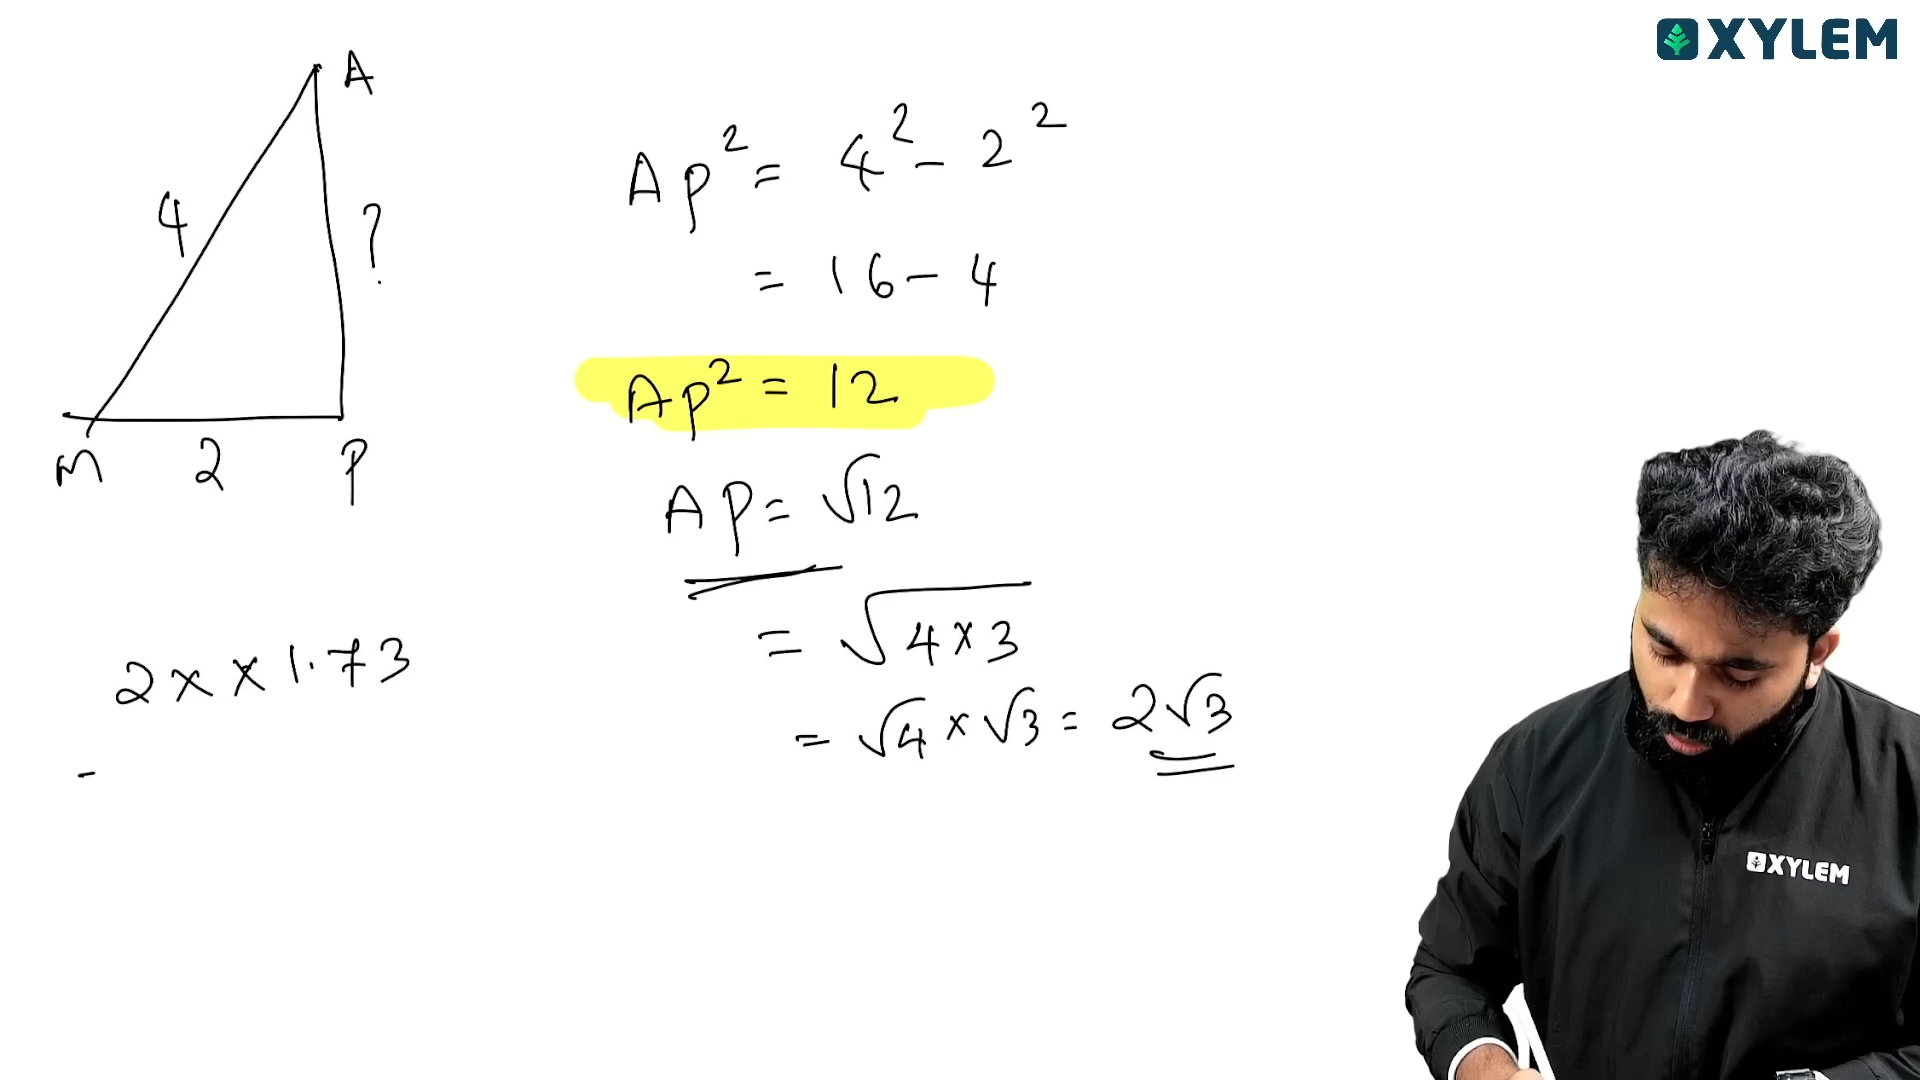 XYLEM
A
4
?
M 2 P
Ap² = 4² - 2²
= 16 - 4
Ap² = 12
AP = √12
= √4 × 3
= √4 × √3 = 2√3
2 × × 1.73
-
XYLEM